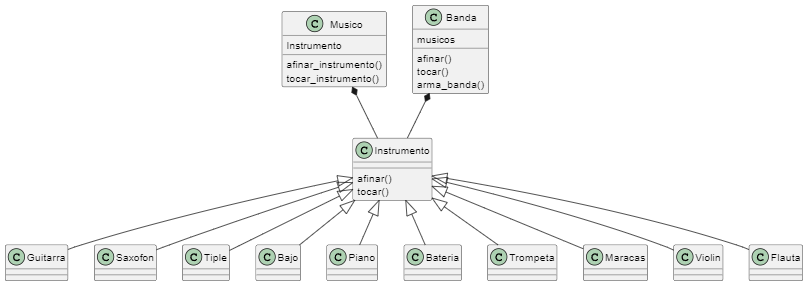 C Musico
Instrumento
afinar_instrumento()
tocar_instrumento()
C Banda
musicos
afinar()
tocar()
arma_banda()
C Instrumento
afinar()
tocar()
C Guitarra
C Saxofon
C Tiple
C Bajo
C Piano
C Bateria
C Trompeta
C Maracas
C Violin
C Flauta